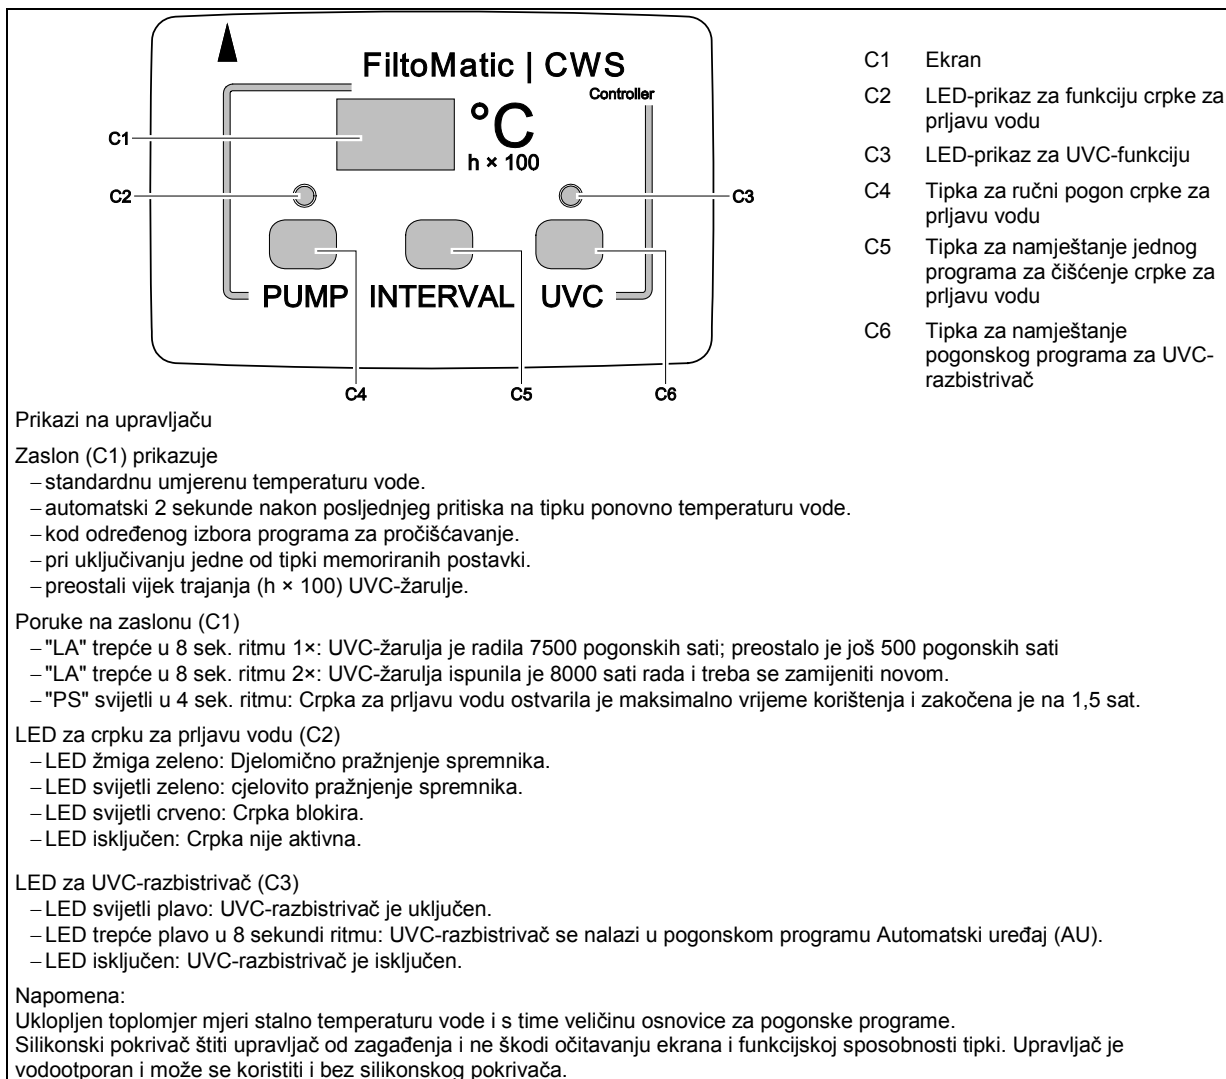 FiltoMatic | CWS
Controller
°C
h × 100
C1
C2
C3
PUMP INTERVAL UVC
C4
C5
C6
C1 Ekran
C2 LED-prikaz za funkciju crpke za
prljavu vodu
C3 LED-prikaz za UVC-funkciju
C4 Tipka za ručni pogon crpke za
prljavu vodu
C5 Tipka za namještanje jednog
programa za čišćenje crpke za
prljavu vodu
C6 Tipka za namještanje
pogonskog programa za UVC-
razbistrivač
Prikazi na upravljaču
Zaslon (C1) prikazuje
– standardnu umjerenu temperaturu vode.
– automatski 2 sekunde nakon posljednjeg pritiska na tipku ponovno temperaturu vode.
– kod određenog izbora programa za pročišćavanje.
– pri uključivanju jedne od tipki memoriranih postavki.
– preostali vijek trajanja (h × 100) UVC-žarulje.
Poruke na zaslonu (C1)
– "LA" trepće u 8 sek. ritmu 1×: UVC-žarulja je radila 7500 pogonskih sati; preostalo je još 500 pogonskih sati
– "LA" trepće u 8 sek. ritmu 2×: UVC-žarulja ispunila je 8000 sati rada i treba se zamijeniti novom.
– "PS" svijetli u 4 sek. ritmu: Crpka za prljavu vodu ostvarila je maksimalno vrijeme korištenja i zakočena je na 1,5 sat.
LED za crpku za prljavu vodu (C2)
– LED žmiga zeleno: Djelomično pražnjenje spremnika.
– LED svijetli zeleno: cjelovito pražnjenje spremnika.
– LED svijetli crveno: Crpka blokira.
– LED isključen: Crpka nije aktivna.
LED za UVC-razbistrivač (C3)
– LED svijetli plavo: UVC-razbistrivač je uključen.
– LED trepće plavo u 8 sekundi ritmu: UVC-razbistrivač se nalazi u pogonskom programu Automatski uređaj (AU).
– LED isključen: UVC-razbistrivač je isključen.
Napomena:
Uklopljen toplomjer mjeri stalno temperaturu vode i s time veličinu osnovice za pogonske programe.
Silikonski pokrivač štiti upravljač od zagađenja i ne škodi očitavanju ekrana i funkcijskoj sposobnosti tipki. Upravljač je
vodootporan i može se koristiti i bez silikonskog pokrivača.